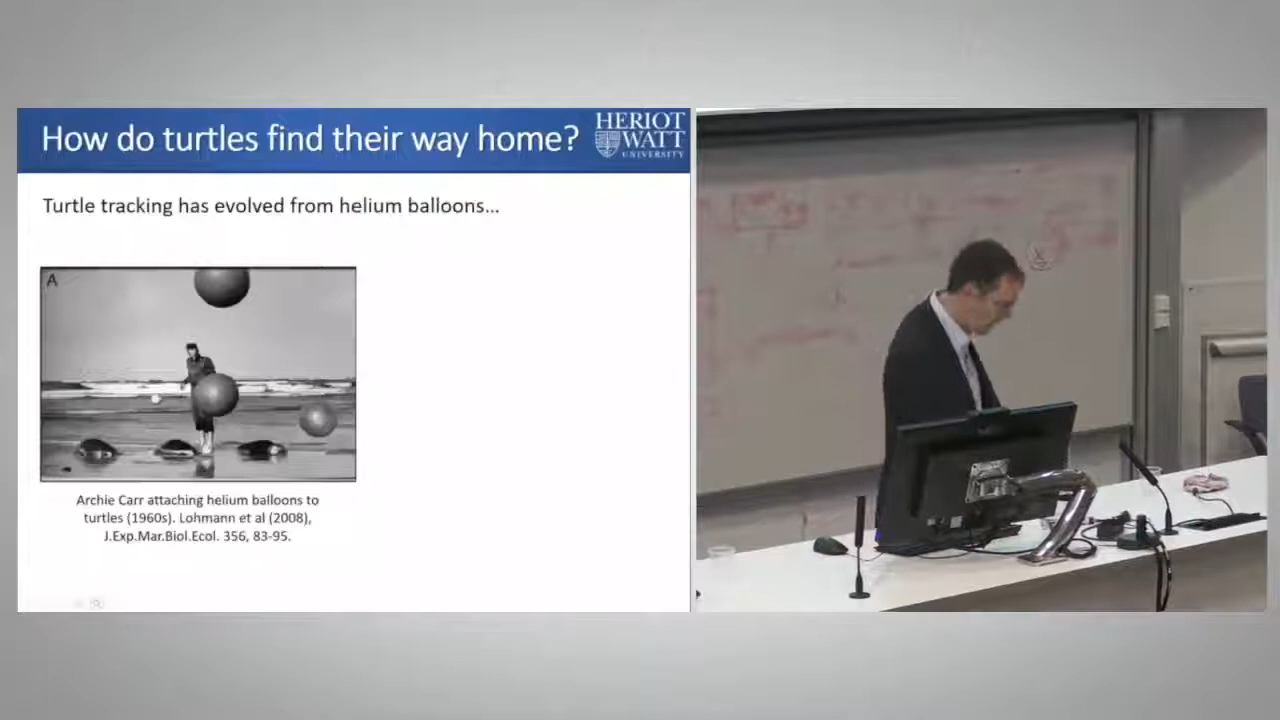 How do turtles find their way home?
HERIOT
WATT
UNIVERSITY
Turtle tracking has evolved from helium balloons...
A
Archie Carr attaching helium balloons to
turtles (1960s). Lohmann et al (2008),
J.Exp.Mar.Biol.Ecol. 356, 83-95.